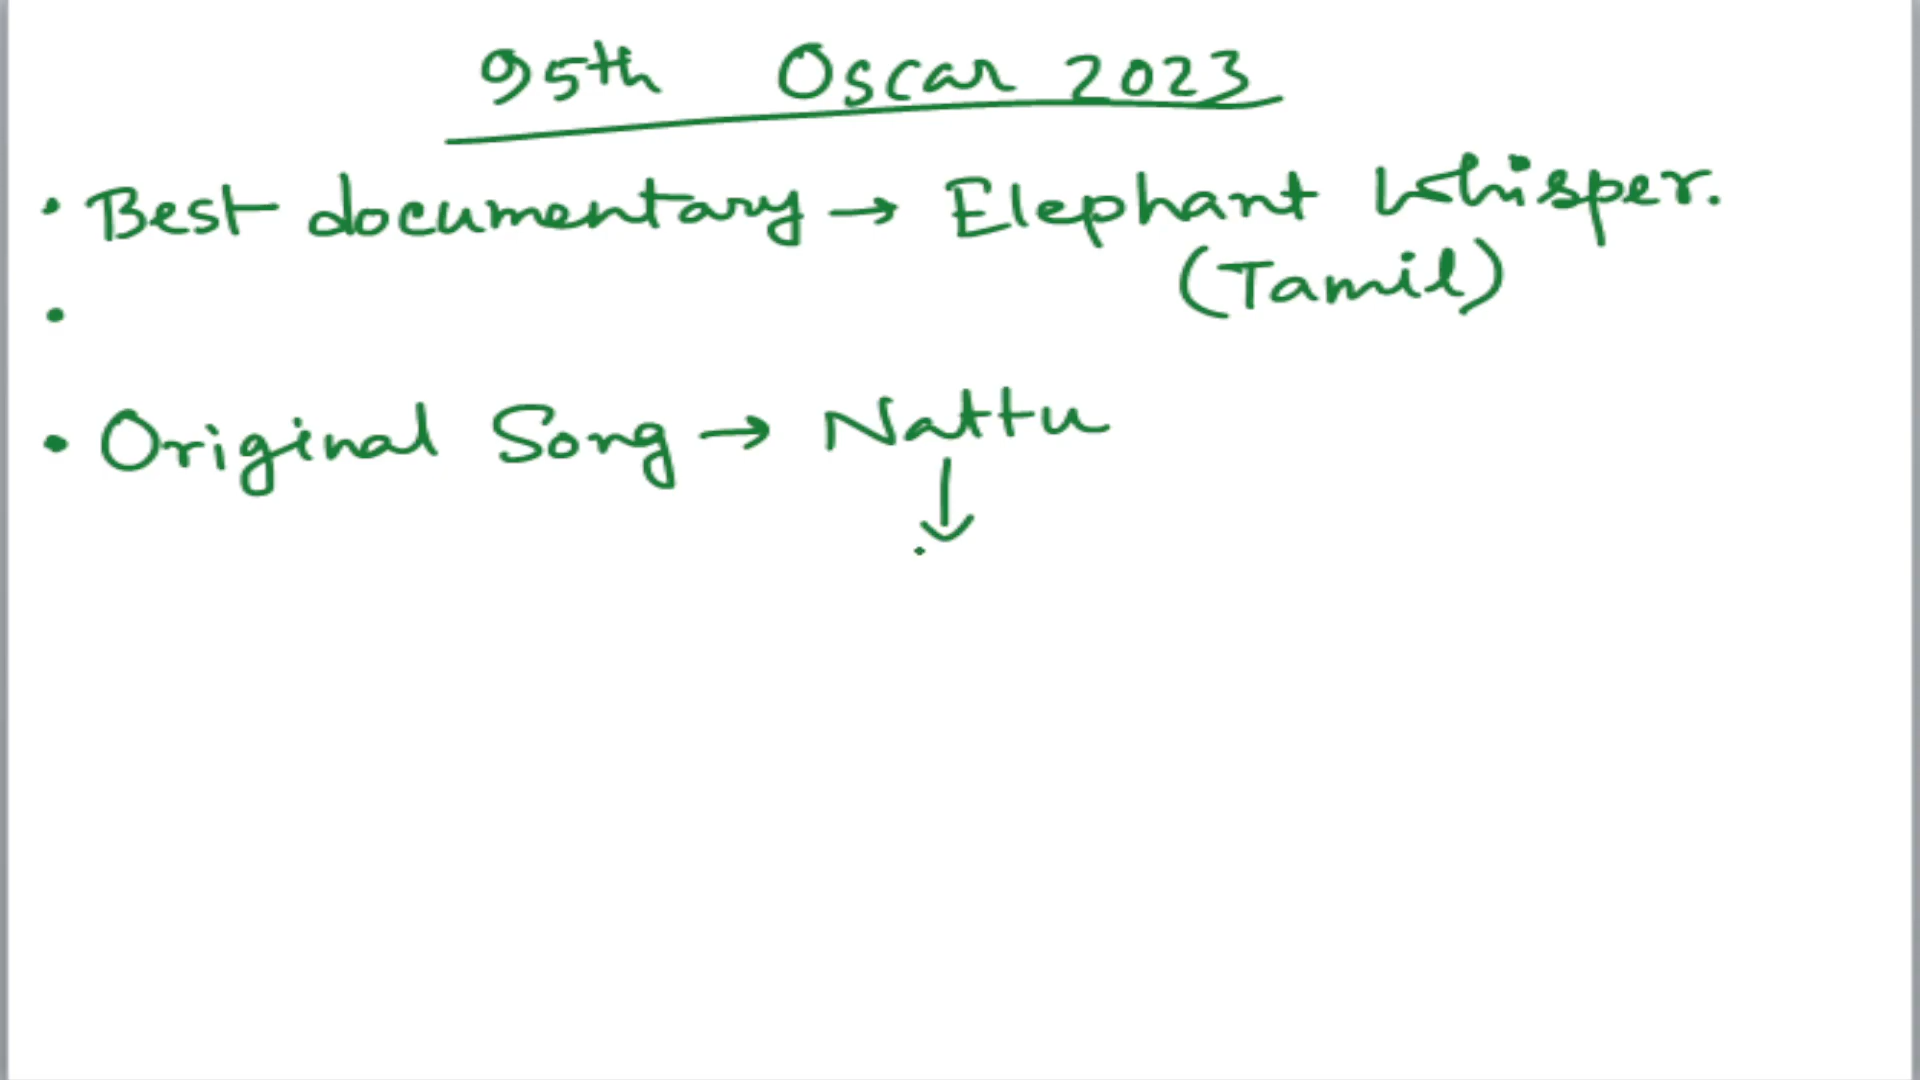 95th Oscar 2023
• Best documentary → Elephant Whisper.
(Tamil)
•
• Original Song → Nattu
↓